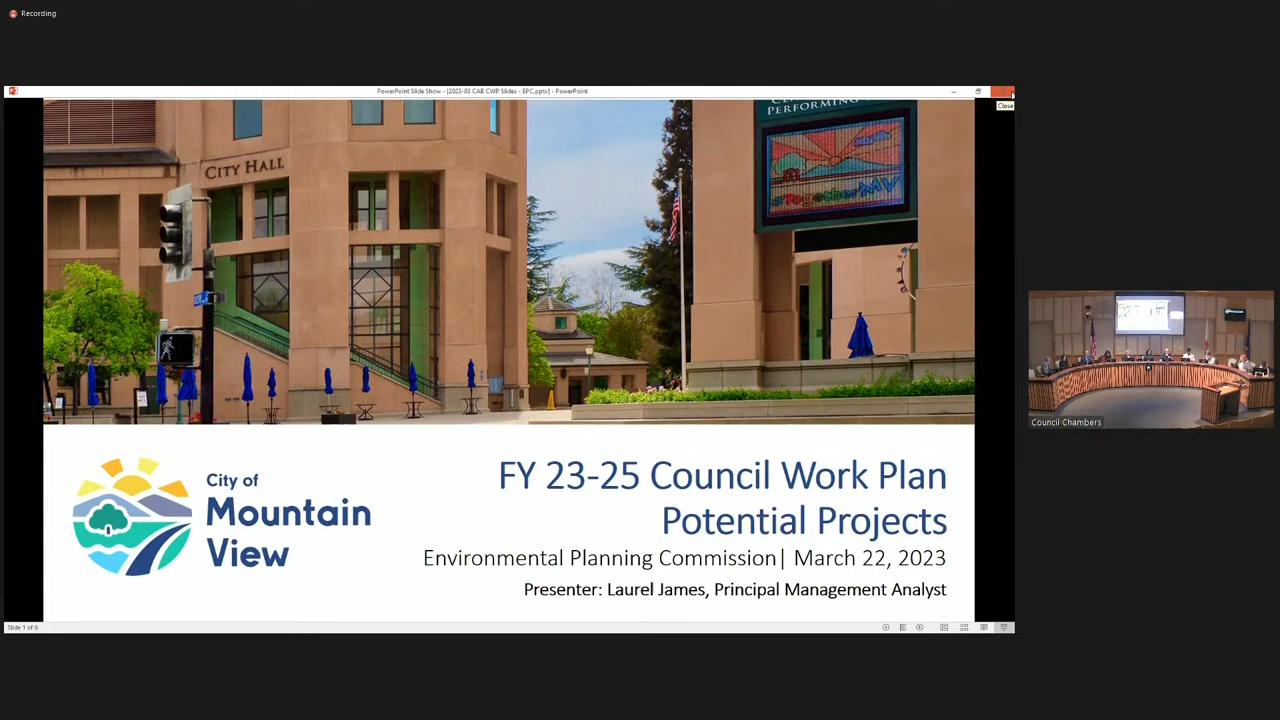 Recording
PowerPoint Slide Show - [2023-03 CAB CWP Slides - EPC.pptx] - PowerPoint
Close
PERFORMING
CITY HALL
TogetherMV
City of
Mountain
View
FY 23-25 Council Work Plan
Potential Projects
Environmental Planning Commission| March 22, 2023
Presenter: Laurel James, Principal Management Analyst
Slide 1 of 6
Council Chambers